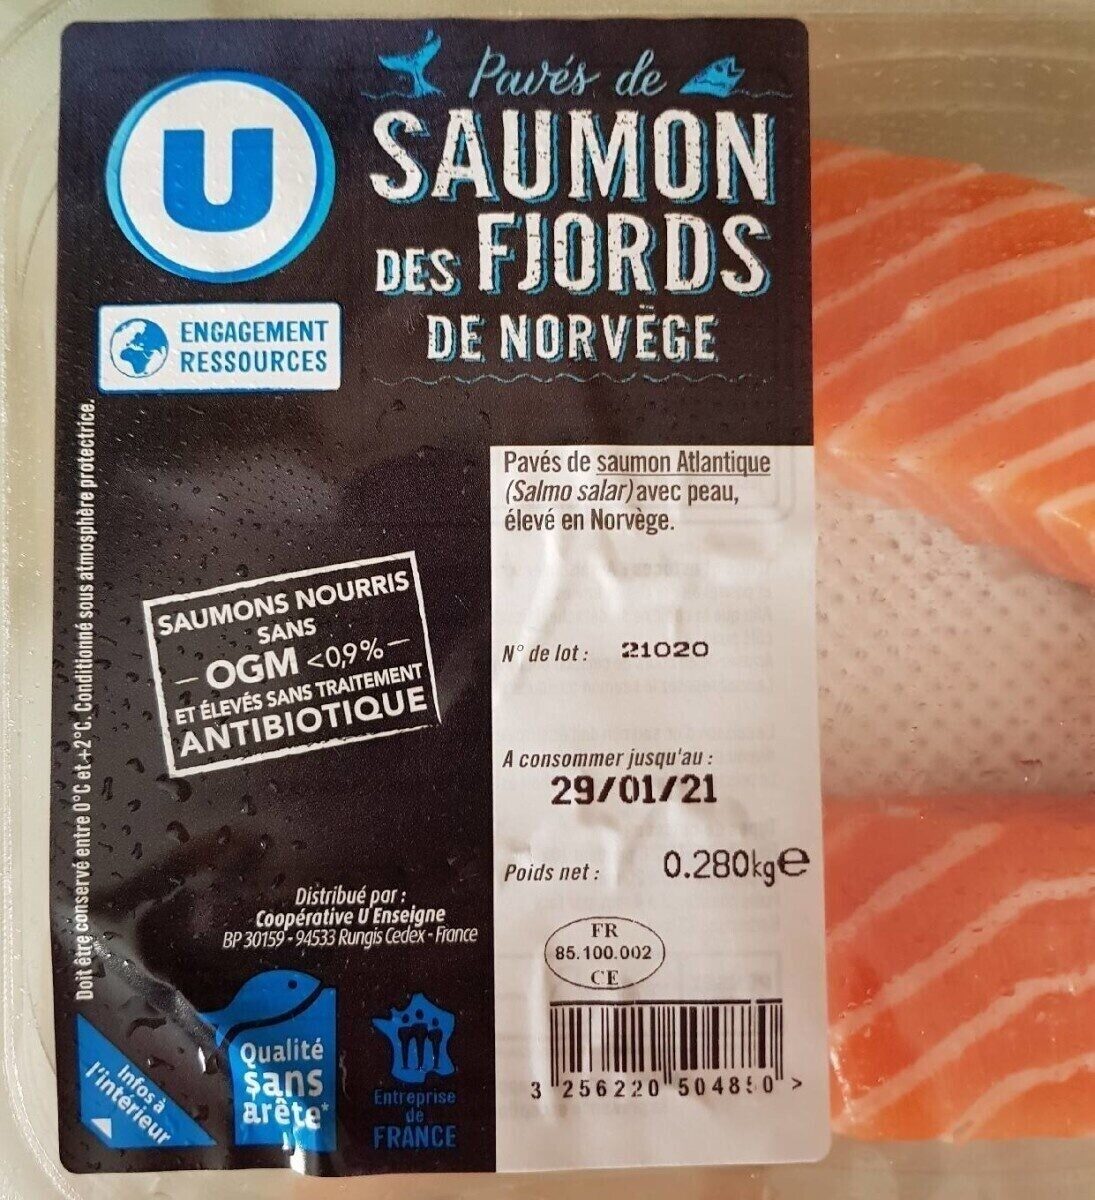 U
Pavés de
SAUMON
DES FJORDS
DE NORVÈGE
ENGAGEMENT
RESSOURCES
Doit être conservé entre 0°C et +2°C. Conditionné sous atmosphère protectrice.
SAUMONS NOURRIS
SANS
- OGM <0,9% -
ET ÉLEVÉS SANS TRAITEMENT
ANTIBIOTIQUE
Pavés de saumon Atlantique
(Salmo salar) avec peau,
élevé en Norvège.
N° de lot : 21020
A consommer jusqu'au :
29/01/21
Poids net : 0.280kg e
Distribué par :
Coopérative U Enseigne
BP 30159 - 94533 Rungis Cedex - France
FR
85.100.002
CE
Infos à
l'intérieur
Qualité
sans
arête*
Entreprise
de
FRANCE
3 256220 >